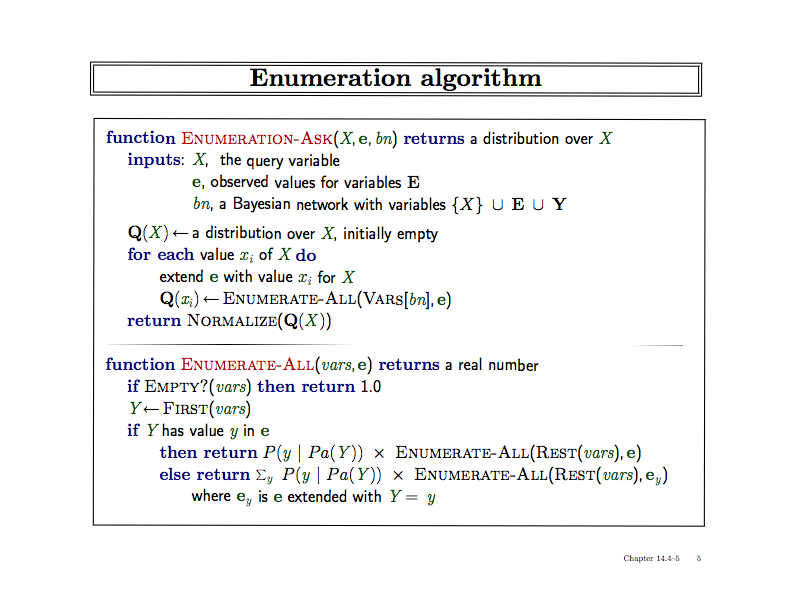 Enumeration algorithm
function ENUMERATION-ASK(X, e, bn) returns a distribution over X
inputs: X, the query variable
e, observed values for variables E
bn, a Bayesian network with variables {X} ∪ E ∪ Y
Q(X) ← a distribution over X, initially empty
for each value xᵢ of X do
extend e with value xᵢ for X
Q(xᵢ) ← ENUMERATE-ALL(VARS[bn], e)
return NORMALIZE(Q(X))
function ENUMERATE-ALL(vars, e) returns a real number
if EMPTY?(vars) then return 1.0
Y ← FIRST(vars)
if Y has value y in e
then return P(y | Pa(Y)) × ENUMERATE-ALL(REST(vars), e)
else return Σ_y P(y | Pa(Y)) × ENUMERATE-ALL(REST(vars), e_y)
where e_y is e extended with Y = y
Chapter 14.4–5 5